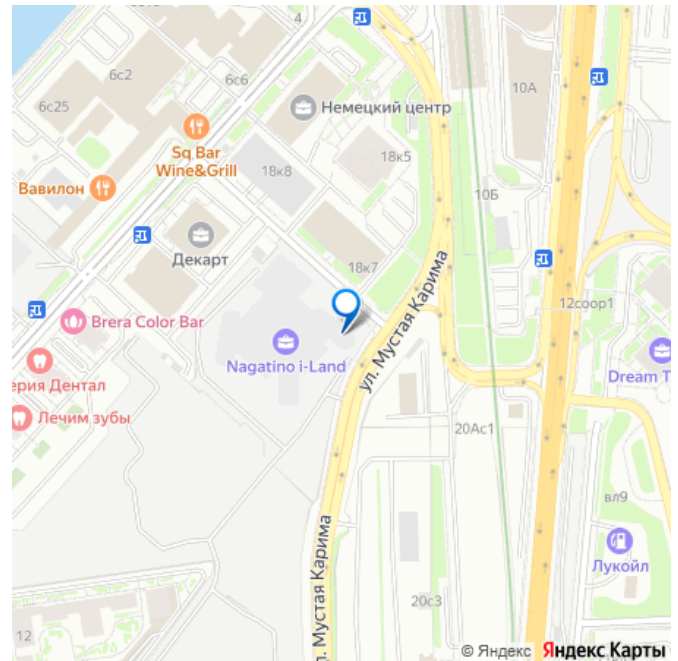 4
6с2
6с6
6с25
10А
Немецкий центр
Sq Bar
Wine&Grill
18к5
18к8
Вавилон
10Б
Декарт
18к7
12соор1
ул. Мустая Карима
Brera Color Bar
Nagatino i-Land
Dream T
ерия Дентал
Лечим зубы
20Ас1
вл9
Лукойл
ул. Мустая Карима
20с3
12
© Яндекс Яндекс Карты